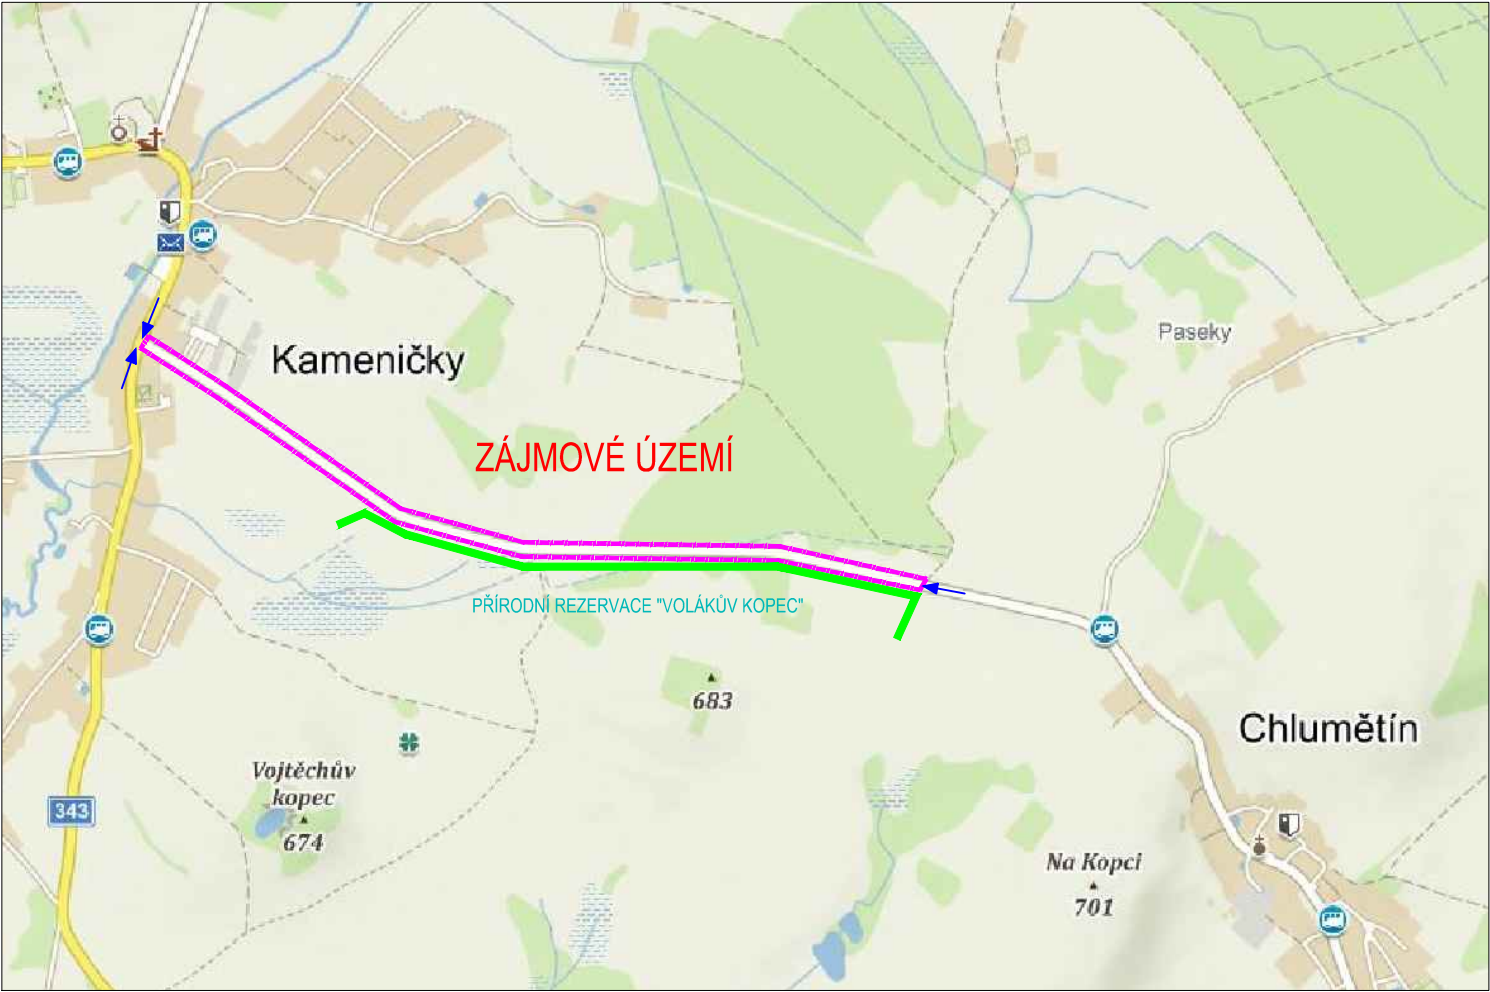 Paseky
Kameničky
ZÁJMOVÉ ÚZEMÍ
PŘÍRODNÍ REZERVACE "VOLÁKŮV KOPEC"
683
Chlumětín
Vojtěchův
kopec
674
343
Na Kopci
701